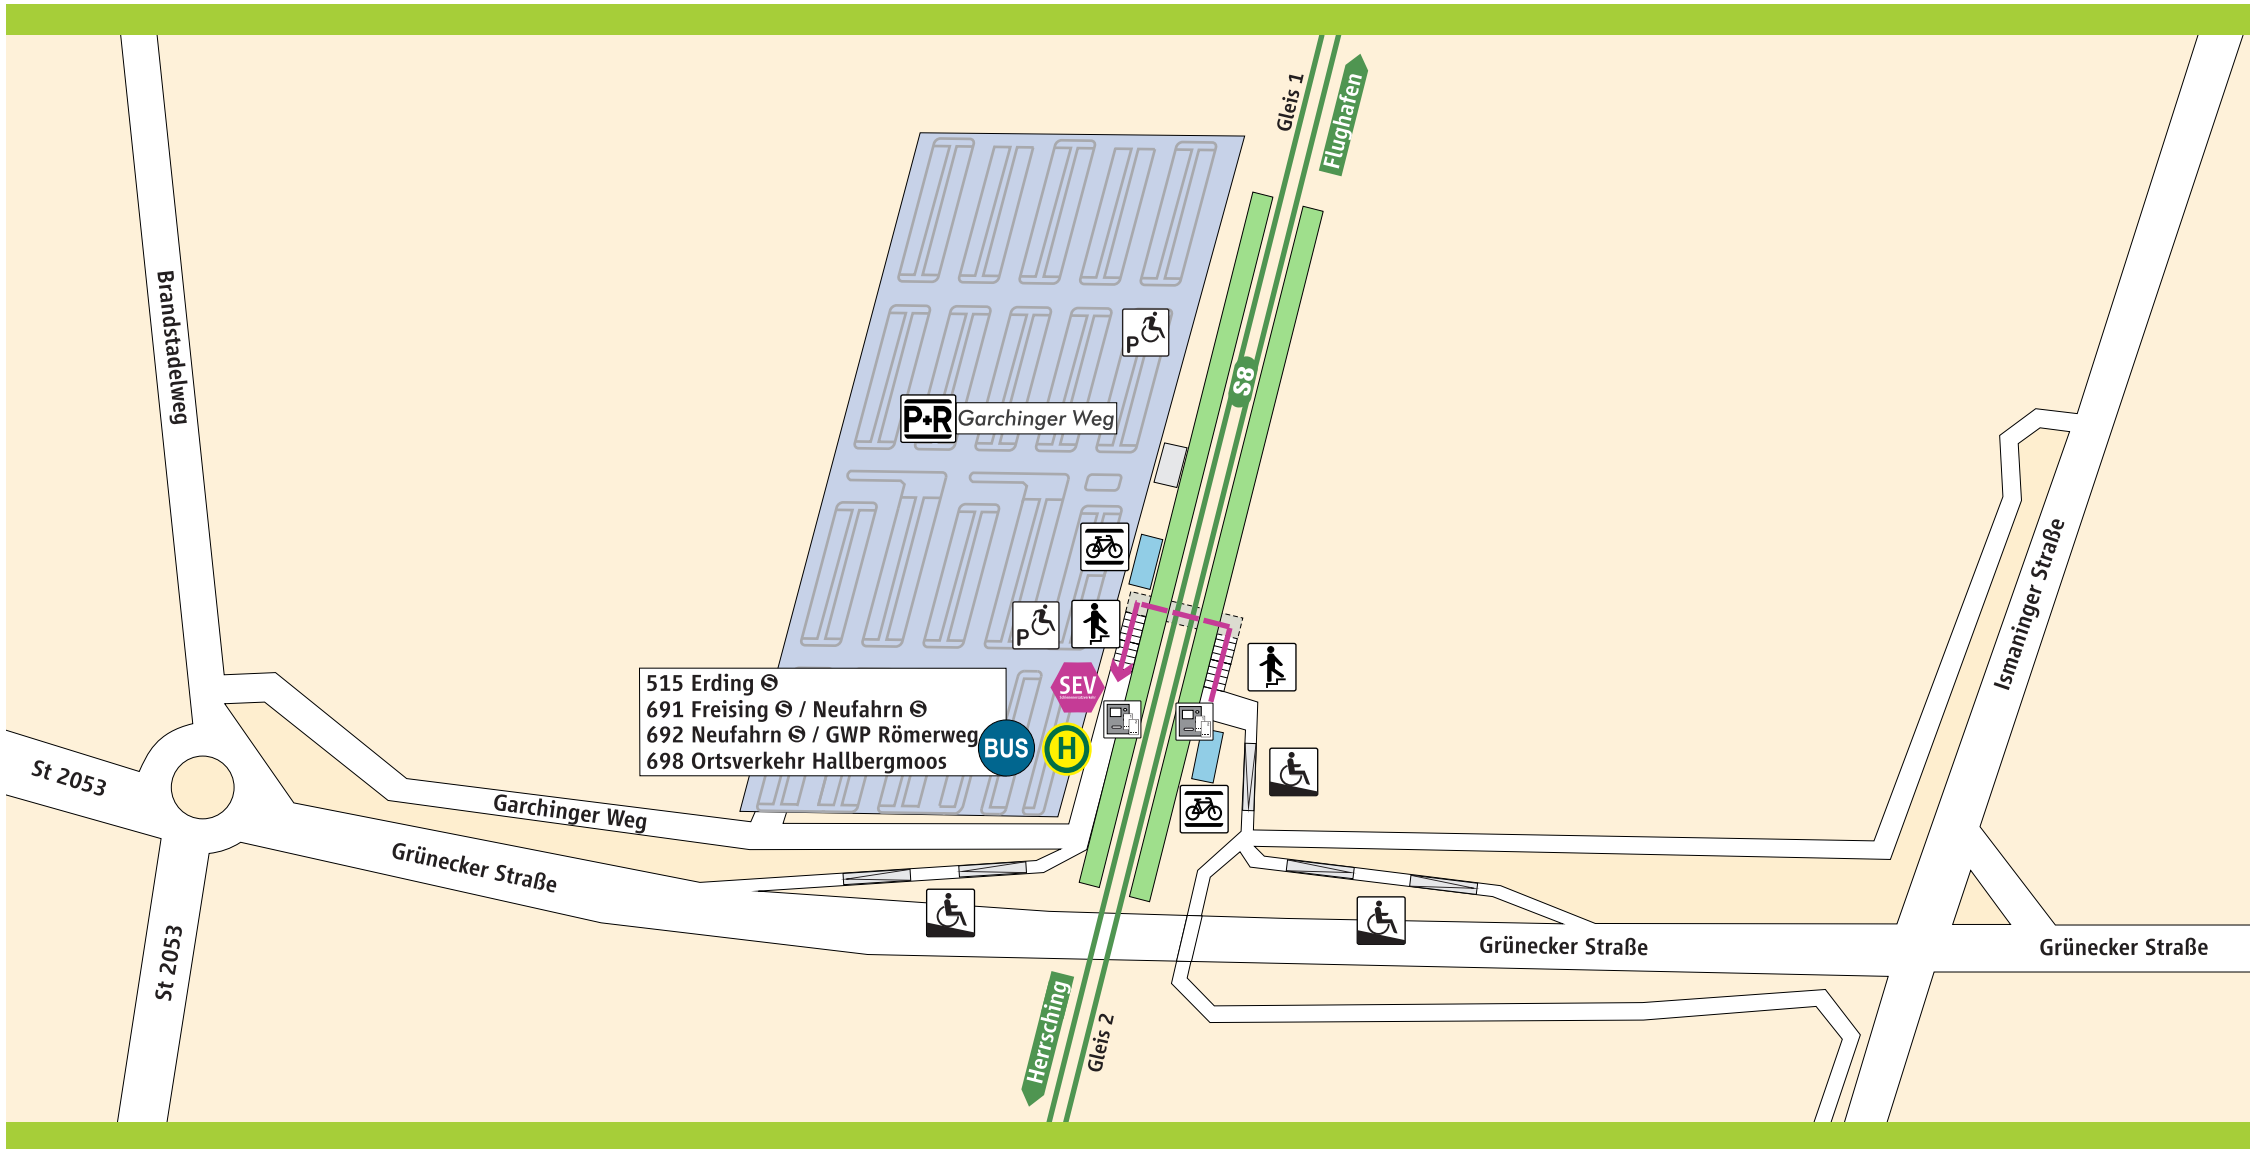 Gleis 1
Flughafen
Brandstadelweg
P
S8
P+R Garchinger Weg
Ismaninger Straße
P
SEV
515 Erding S
691 Freising S / Neufahrn S
692 Neufahrn S / GWP Römerweg
698 Ortsverkehr Hallbergmoos
BUS
H
St 2053
Garchinger Weg
Grünecker Straße
St 2053
Grünecker Straße
Grünecker Straße
Herrsching
Gleis 2